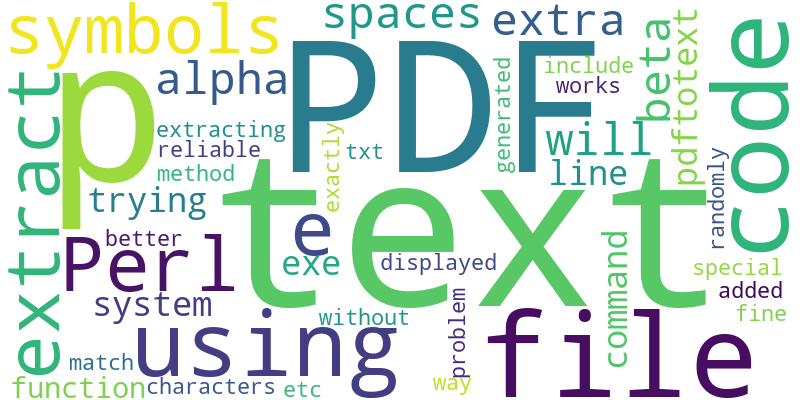 symbols
spaces
extra
alpha
p
PDF
include
works
beta
pdftotext
code
extract
extracting
reliable
method
exactly
txt
generated
will
line
trying
text
e
randomly
better
Perl
exe
displayed
command
special
added
fine
system
without
using
problem
file
match
function
characters
etc
way